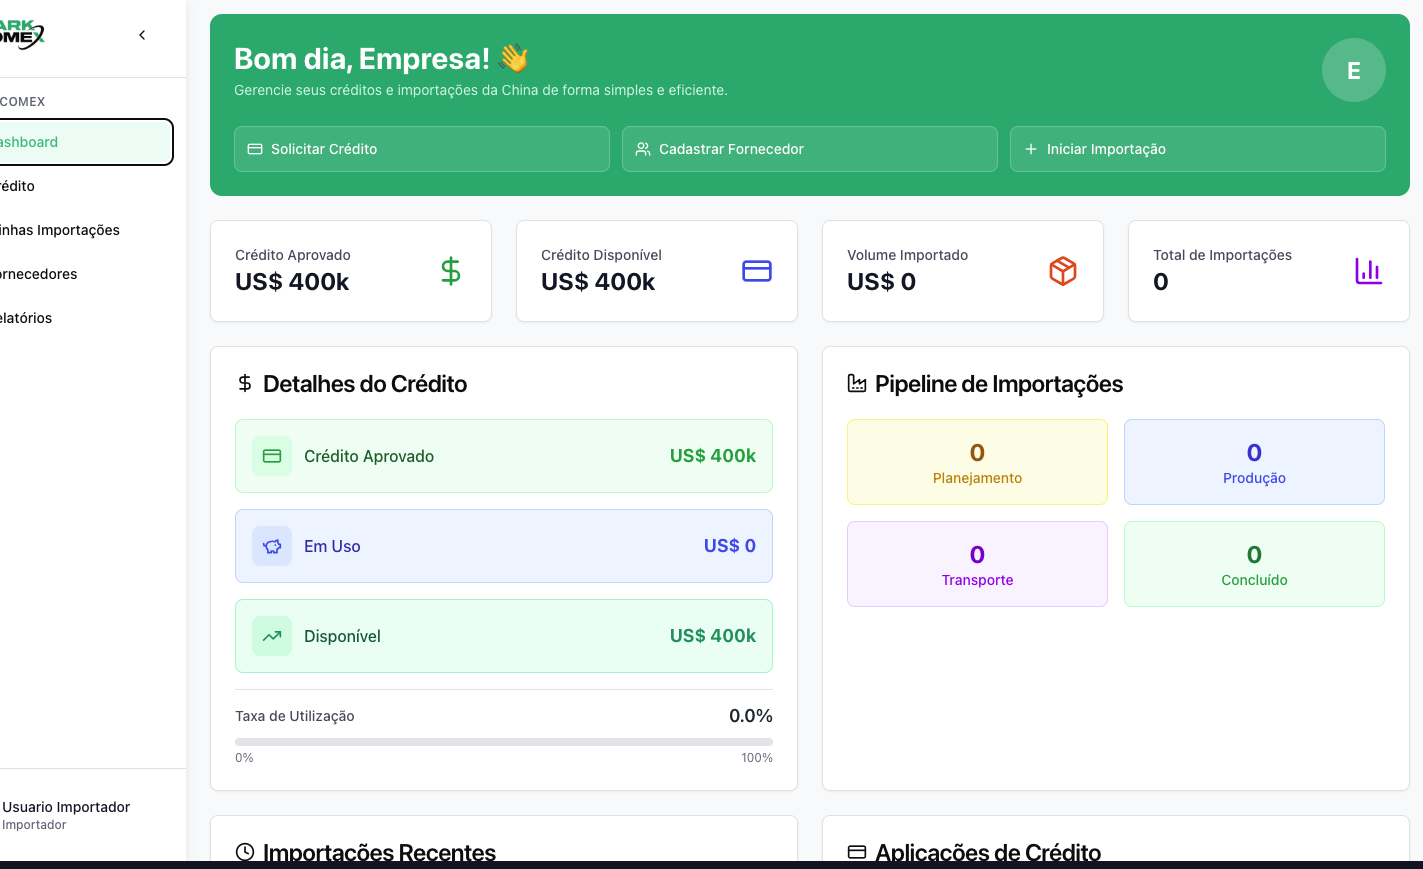 ARK
OMEX
COMEX
ashboard
rédito
inhas Importações
ornecedores
elatórios
Usuario Importador
Importador
Bom dia, Empresa! 👋
E
Gerencie seus créditos e importações da China de forma simples e eficiente.
Solicitar Crédito
Cadastrar Fornecedor
Iniciar Importação
Crédito Aprovado
US$ 400k
Crédito Disponível
US$ 400k
Volume Importado
US$ 0
Total de Importações
0
Detalhes do Crédito
Crédito Aprovado US$ 400k
Em Uso US$ 0
Disponível US$ 400k
Taxa de Utilização 0.0%
0% 100%
Pipeline de Importações
0
Planejamento
0
Produção
0
Transporte
0
Concluído
Importações Recentes
Aplicações de Crédito